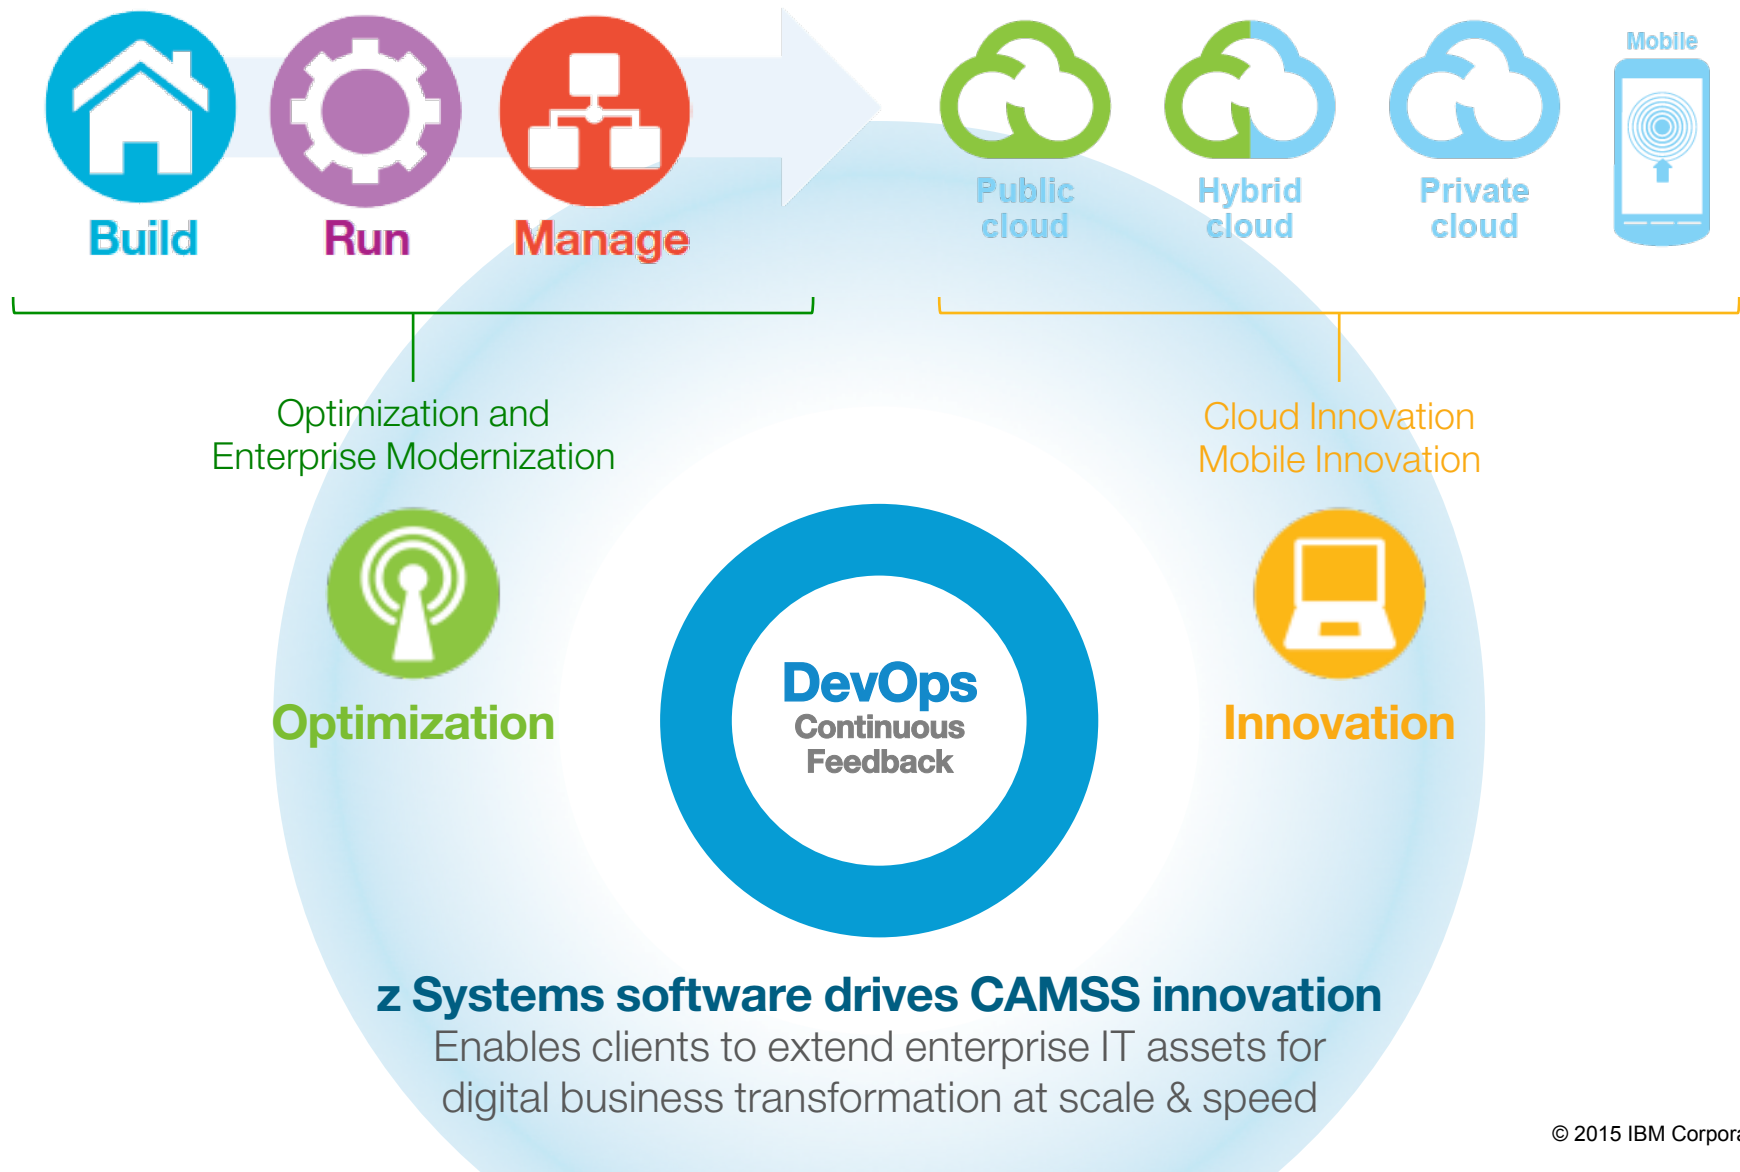 Build
Run
Manage
Public
cloud
Hybrid
cloud
Private
cloud
Mobile
Optimization and
Enterprise Modernization
Cloud Innovation
Mobile Innovation
Optimization
Innovation
DevOps
Continuous
Feedback
z Systems software drives CAMSS innovation
Enables clients to extend enterprise IT assets for
digital business transformation at scale & speed
© 2015 IBM Corpora